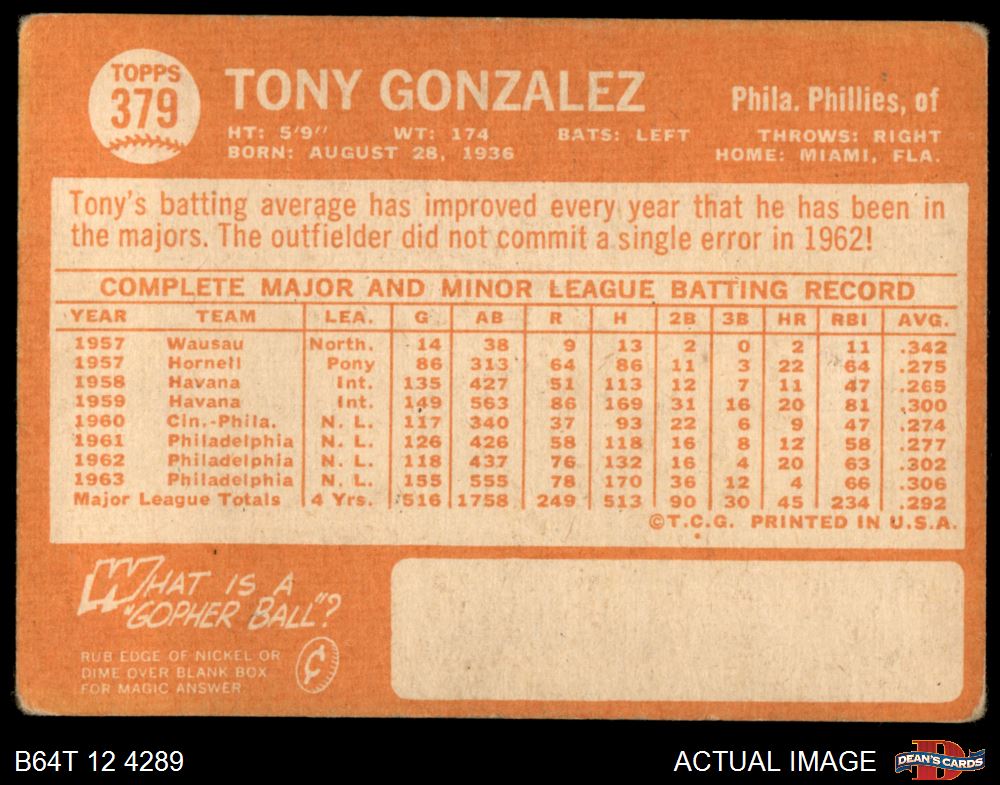 TOPPS
379
TONY GONZALEZ
Phila. Phillies, of
HT: 5'9" WT: 174 BATS: LEFT THROWS: RIGHT
BORN: AUGUST 28, 1936 HOME: MIAMI, FLA.
Tony's batting average has improved every year that he has been in
the majors. The outfielder did not commit a single error in 1962!
COMPLETE MAJOR AND MINOR LEAGUE BATTING RECORD
YEAR TEAM LEA. G AB R H 2B 3B HR RBI AVG.
1957 Wausau North. 14 38 9 13 2 0 2 11 .342
1957 Hornell Pony 86 313 64 86 11 3 22 64 .275
1958 Havana Int. 135 427 51 113 12 7 11 47 .265
1959 Havana Int. 149 563 86 169 31 16 20 81 .300
1960 Cin.-Phila. N. L. 117 340 37 93 22 6 9 47 .274
1961 Philadelphia N. L. 126 426 58 118 16 8 12 58 .277
1962 Philadelphia N. L. 118 437 76 132 16 4 20 63 .302
1963 Philadelphia N. L. 155 555 78 170 36 12 4 66 .306
Major League Totals 4 Yrs. 516 1758 249 513 90 30 45 234 .292
©T.C.G. PRINTED IN U.S.A.
WHAT IS A
"GOPHER BALL"?
RUB EDGE OF NICKEL OR
DIME OVER BLANK BOX
FOR MAGIC ANSWER
¢
B64T 12 4289
ACTUAL IMAGE
D
DEAN'S CARDS